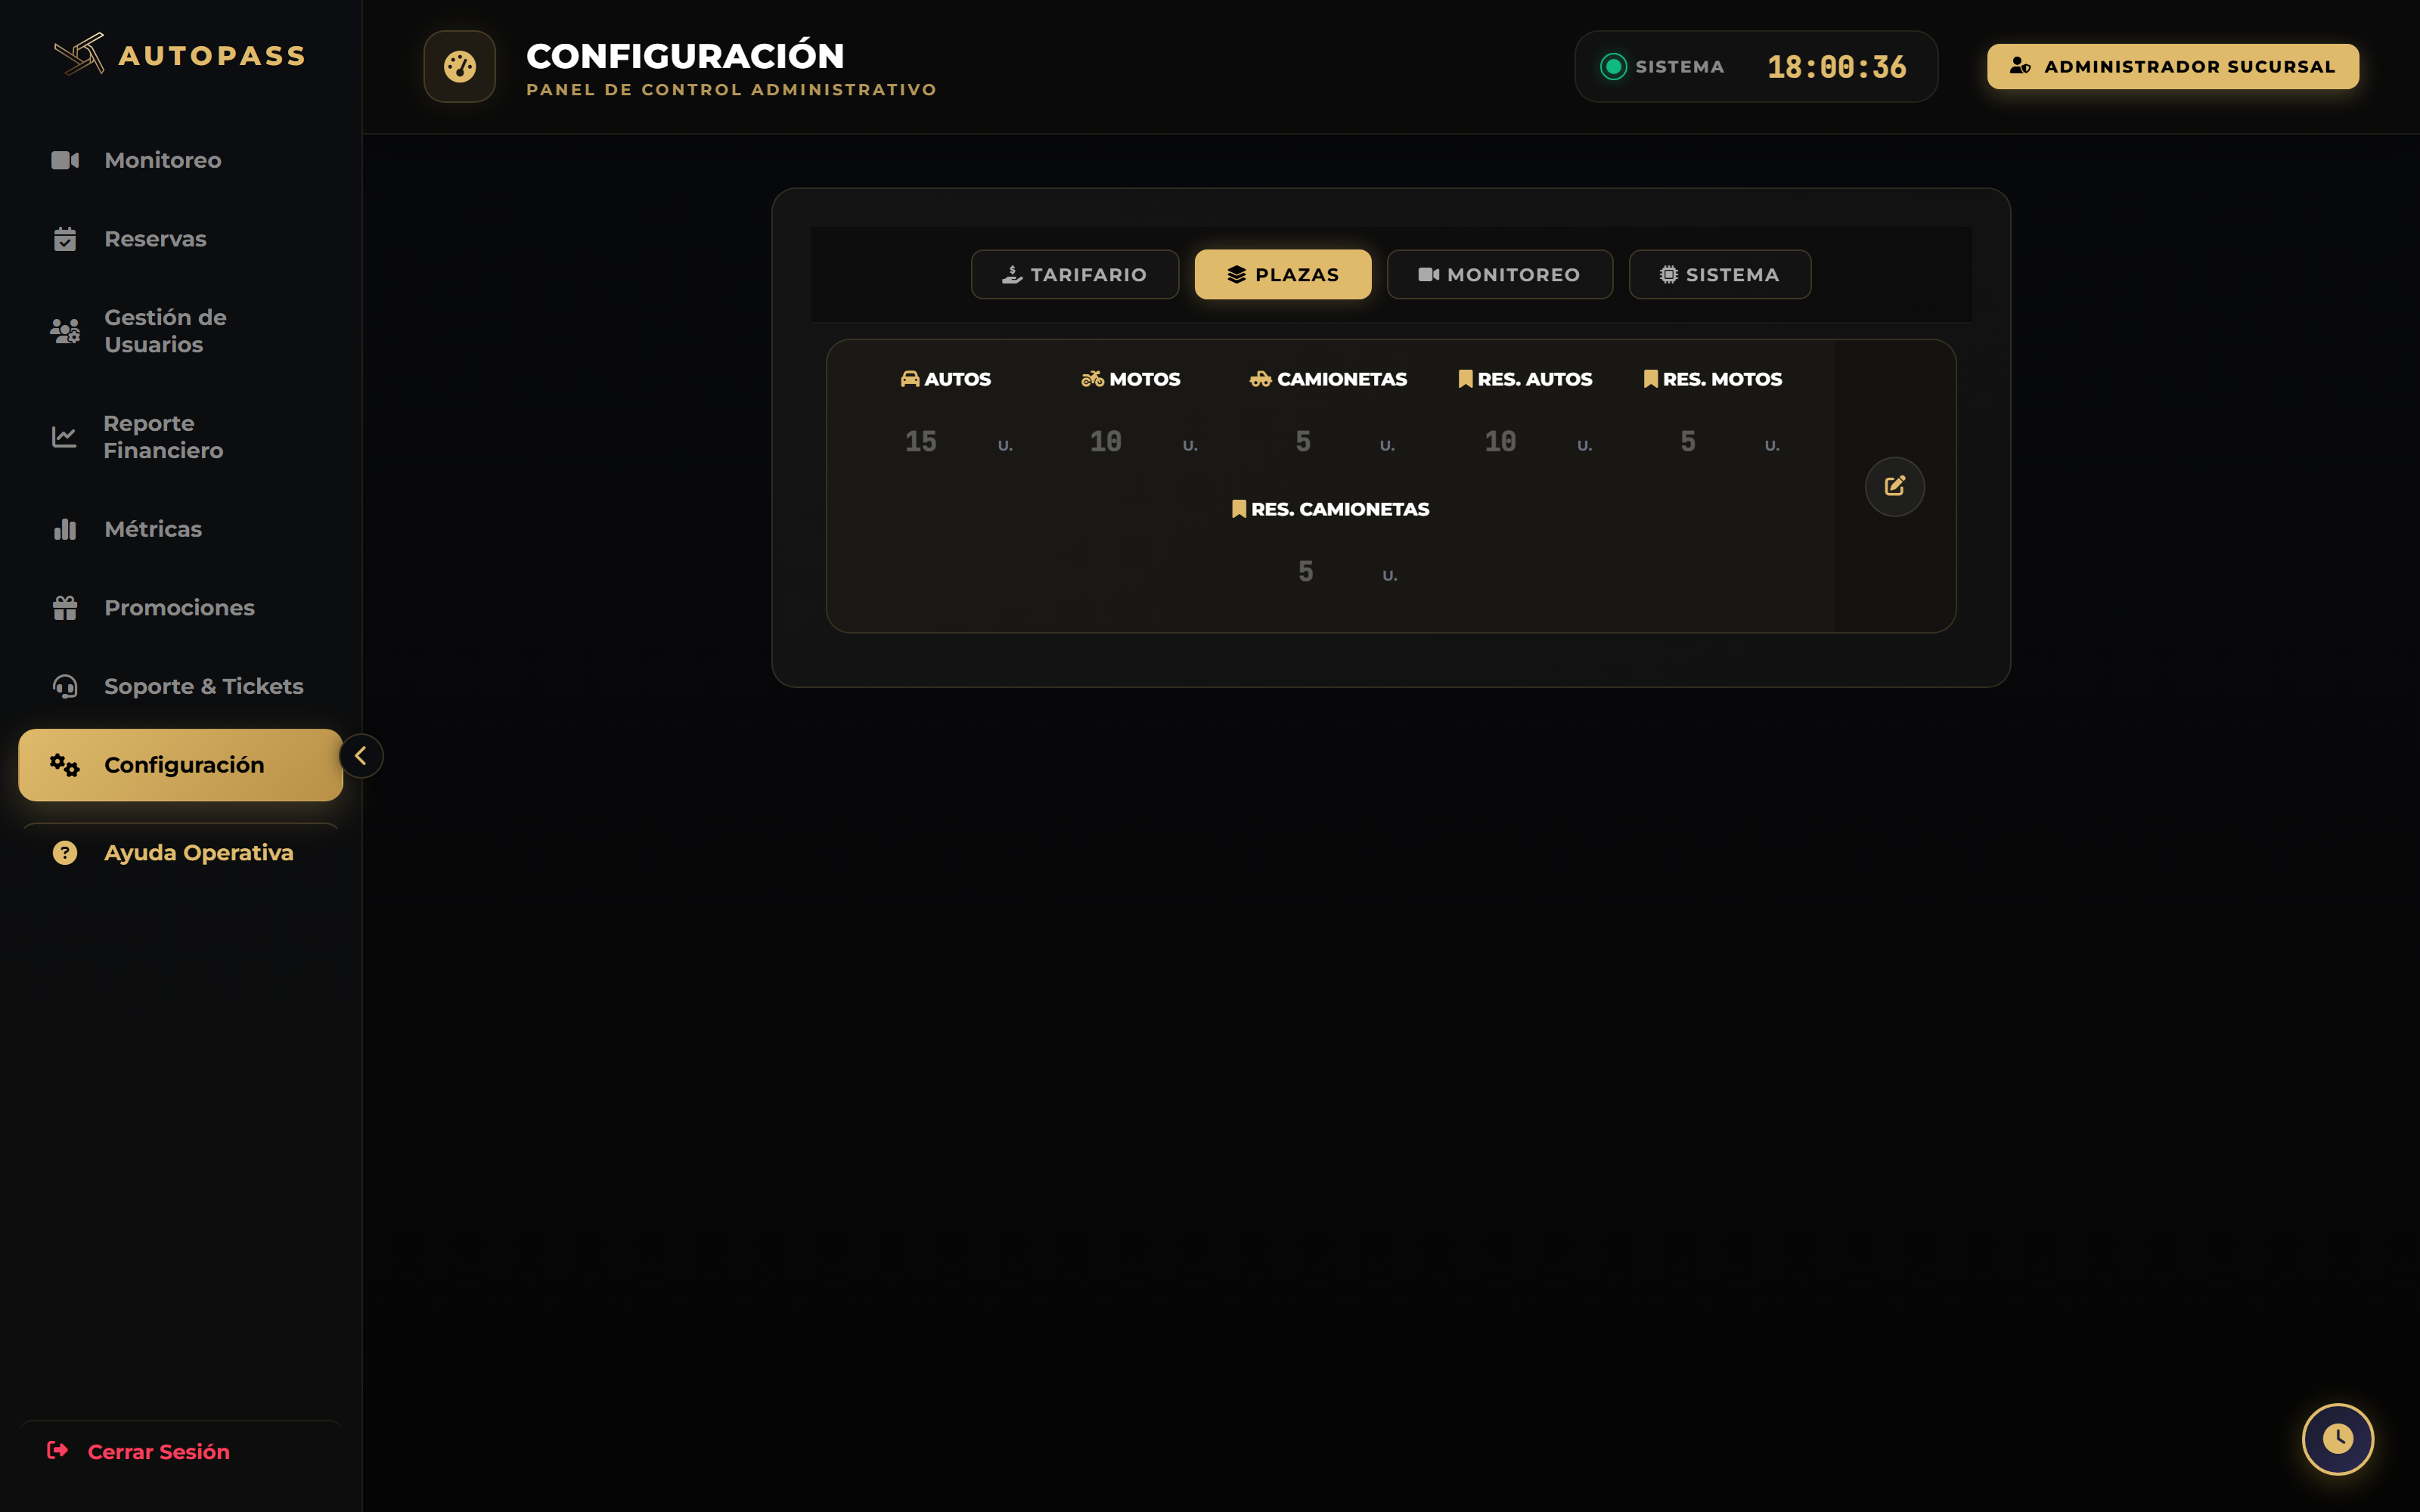 AUTOPASS
Monitoreo
Reservas
Gestión de
Usuarios
Reporte
Financiero
Métricas
Promociones
Soporte & Tickets
Configuración
Ayuda Operativa
Cerrar Sesión
CONFIGURACIÓN
PANEL DE CONTROL ADMINISTRATIVO
SISTEMA 18:00:36
ADMINISTRADOR SUCURSAL
TARIFARIO PLAZAS MONITOREO SISTEMA
AUTOS MOTOS CAMIONETAS RES. AUTOS RES. MOTOS
15 U. 10 U. 5 U. 10 U. 5 U.
RES. CAMIONETAS
5 U.